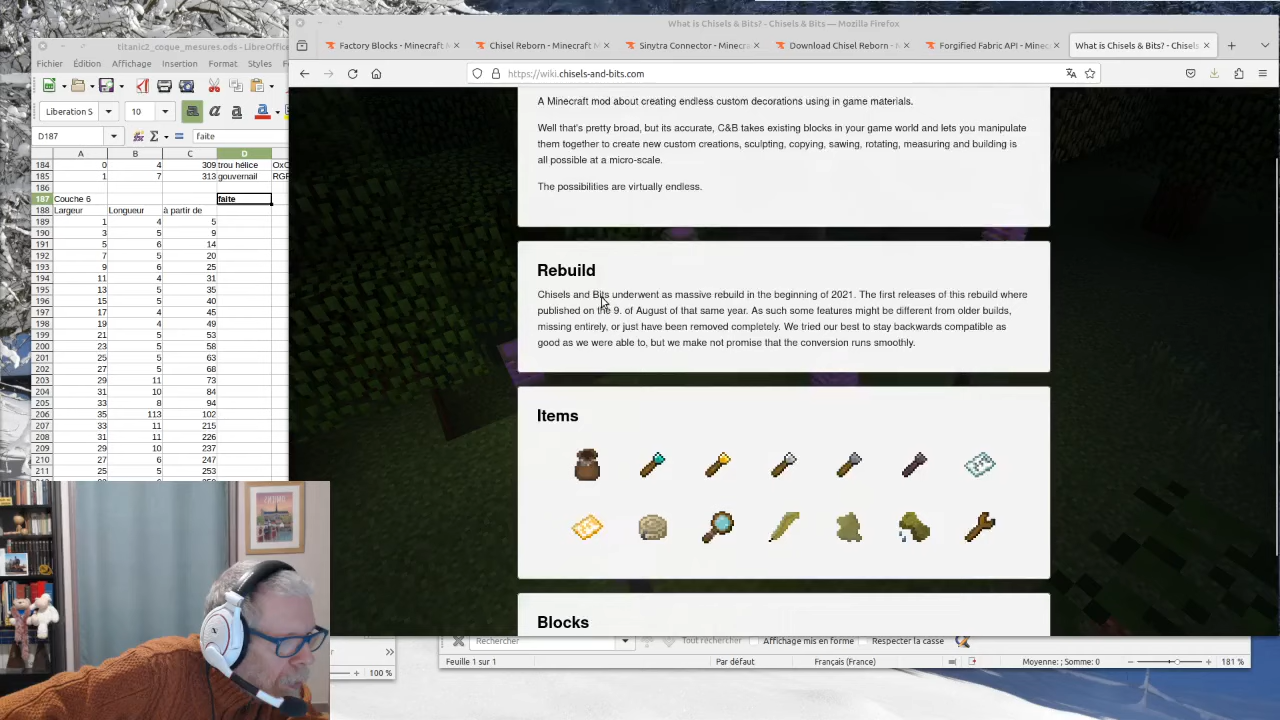 What is Chisels & Bits? - Chisels & Bits — Mozilla Firefox
titanic2_coque_mesures.ods - LibreOffice
Factory Blocks - Minecraft M
Chisel Reborn - Minecraft M
Sinytra Connector - Minecra
Download Chisel Reborn -
Forgified Fabric API - Minec
What is Chisels & Bits? - Chisels
Fichier Édition Affichage Insertion Format Styles
https://wiki.chisels-and-bits.com
Liberation S 10
D187 faite
A Minecraft mod about creating endless custom decorations using in game materials.
Well that's pretty broad, but its accurate, C&B takes existing blocks in your game world and lets you manipulate
them together to create new custom creations, sculpting, copying, sawing, rotating, measuring and building is
all possible at a micro-scale.
The possibilities are virtually endless.
Rebuild
Chisels and Bits underwent as massive rebuild in the beginning of 2021. The first releases of this rebuild where
published on the 9. of August of that same year. As such some features might be different from older builds,
missing entirely, or just have been removed completely. We tried our best to stay backwards compatible as
good as we were able to, but we make not promise that the conversion runs smoothly.
Items
Blocks
A B C D
184 0 4 309 trou hélice
185 1 7 313 gouvernail
186
187 Couche 6 faite
188 Largeur Longueur à partir de
189 1 4 5
190 3 5 9
191 5 6 14
192 7 5 20
193 9 6 25
194 11 4 31
195 13 5 35
196 15 5 40
197 17 4 45
198 19 4 49
199 21 5 53
200 23 5 58
201 25 5 63
202 27 5 68
203 29 11 73
204 31 10 84
205 33 8 94
206 35 113 102
207 33 11 215
208 31 11 226
209 29 10 237
210 27 6 247
211 25 5 253
Rechercher Tout rechercher Affichage mis en forme Respecter la casse
Feuille 1 sur 1 Par défaut Français (France) Moyenne: ; Somme: 0 181 %
100 %